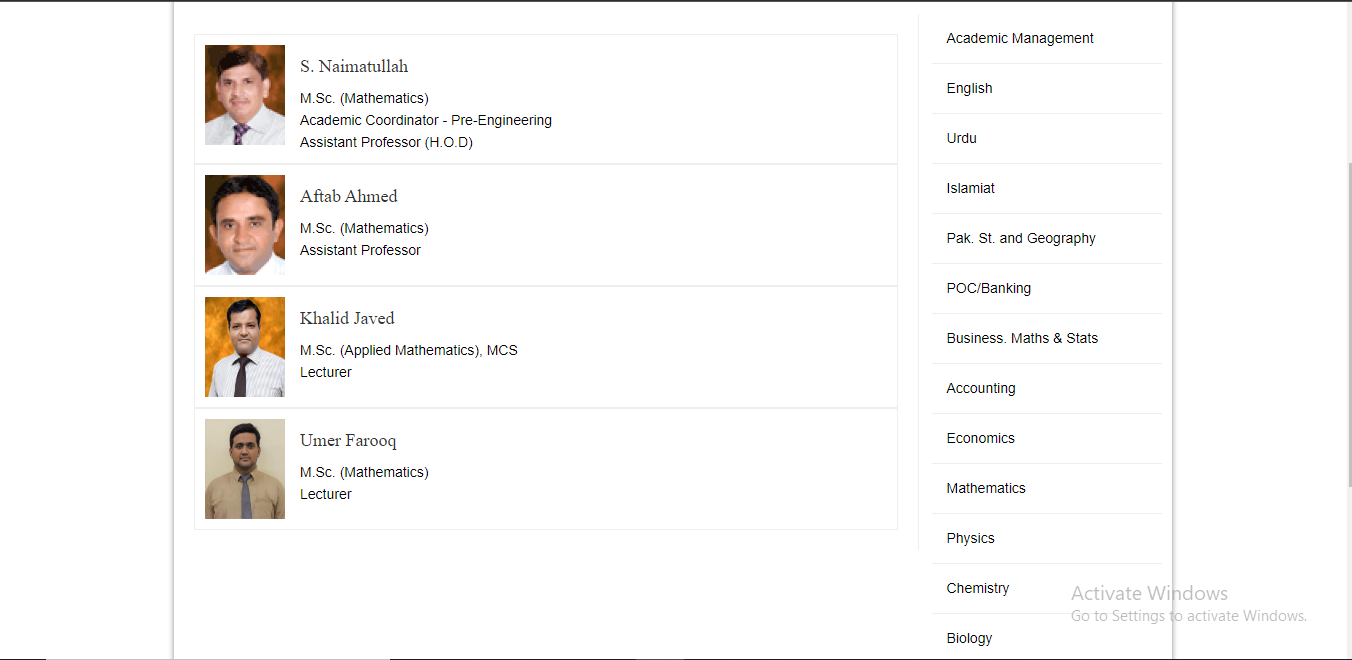 S. Naimatullah
M.Sc. (Mathematics)
Academic Coordinator - Pre-Engineering
Assistant Professor (H.O.D)
Aftab Ahmed
M.Sc. (Mathematics)
Assistant Professor
Khalid Javed
M.Sc. (Applied Mathematics), MCS
Lecturer
Umer Farooq
M.Sc. (Mathematics)
Lecturer
Academic Management
English
Urdu
Islamiat
Pak. St. and Geography
POC/Banking
Business. Maths & Stats
Accounting
Economics
Mathematics
Physics
Chemistry
Biology
Activate Windows
Go to Settings to activate Windows.